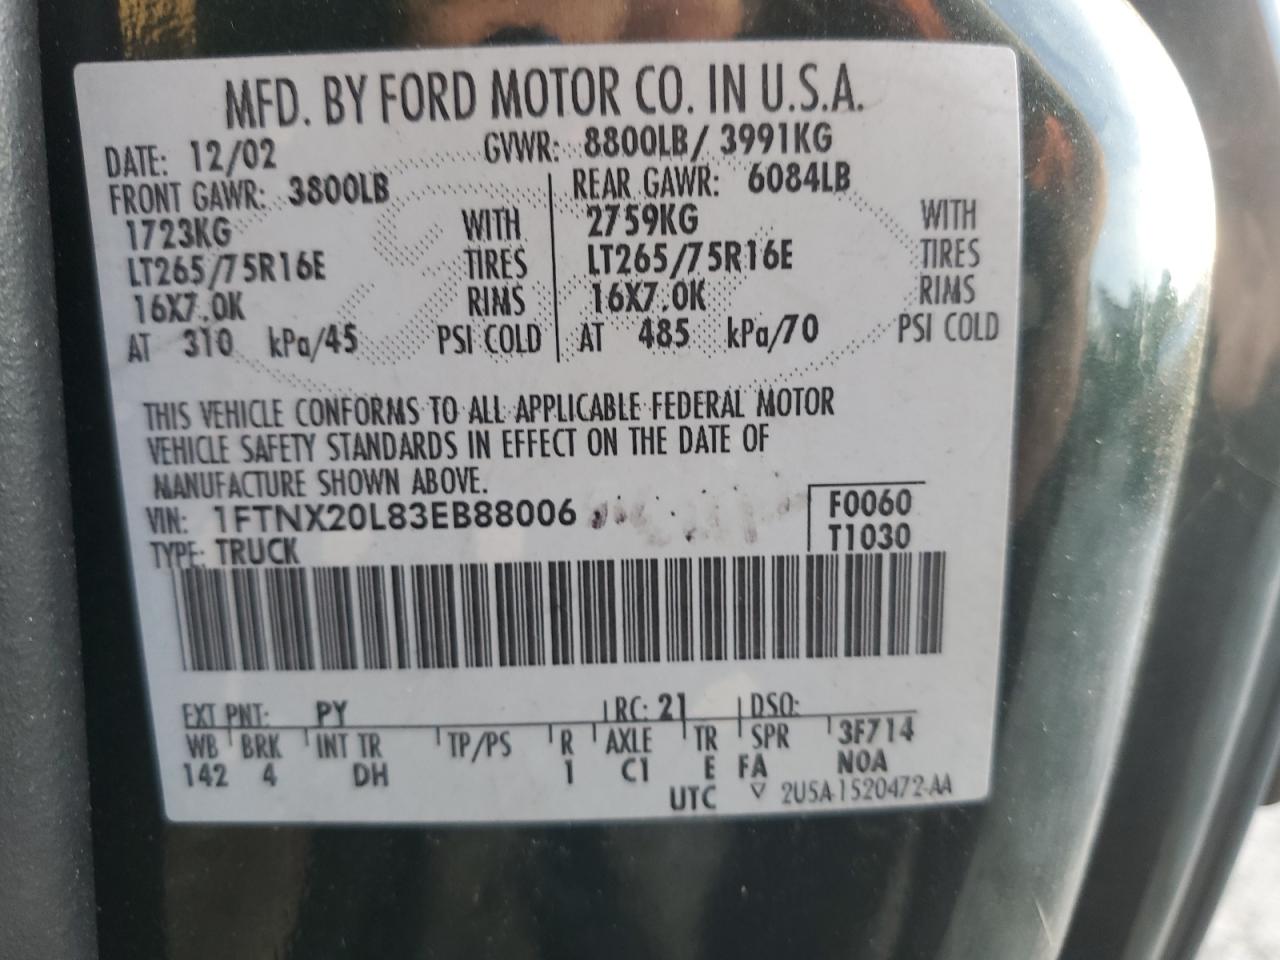 MFD. BY FORD MOTOR CO. IN U.S.A.
DATE: 12/02 GVWR: 8800LB/ 3991KG
FRONT GAWR: 3800LB REAR GAWR: 6084LB
1723KG WITH 2759KG WITH
LT265/75R16E TIRES LT265/75R16E TIRES
16X7.0K RIMS 16X7.0K RIMS
AT 310 kPa/45 PSI COLD AT 485 kPa/70 PSI COLD
THIS VEHICLE CONFORMS TO ALL APPLICABLE FEDERAL MOTOR
VEHICLE SAFETY STANDARDS IN EFFECT ON THE DATE OF
MANUFACTURE SHOWN ABOVE.
VIN: 1FTNX20L83EB88006 F0060
TYPE: TRUCK T1030
EXT PNT: PY RC: 21 DSO:
WB BRK INT TR TP/PS R AXLE TR SPR 3F714
142 4 DH 1 C1 E FA NOA
UTC 2U5A-1520472-AA